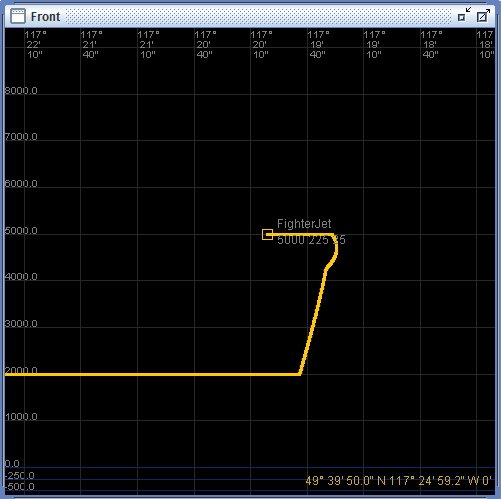 Front
117° 117° 117° 117° 117° 117° 117° 117° 117
22' 21' 21' 20' 20' 19' 19' 18' 18'
10" 40" 10" 40" 10" 40" 10" 40" 10"
8000.0
7000.0
6000.0
FighterJet
5000.0
5000 225 25
4000.0
3000.0
2000.0
1000.0
0.0
-250.0
-500.0
49° 39' 50.0" N 117° 24' 59.2" W 0'